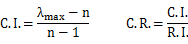 C.I. = (λmax − n) / (n − 1)    C.R. = C.I. / R.I.